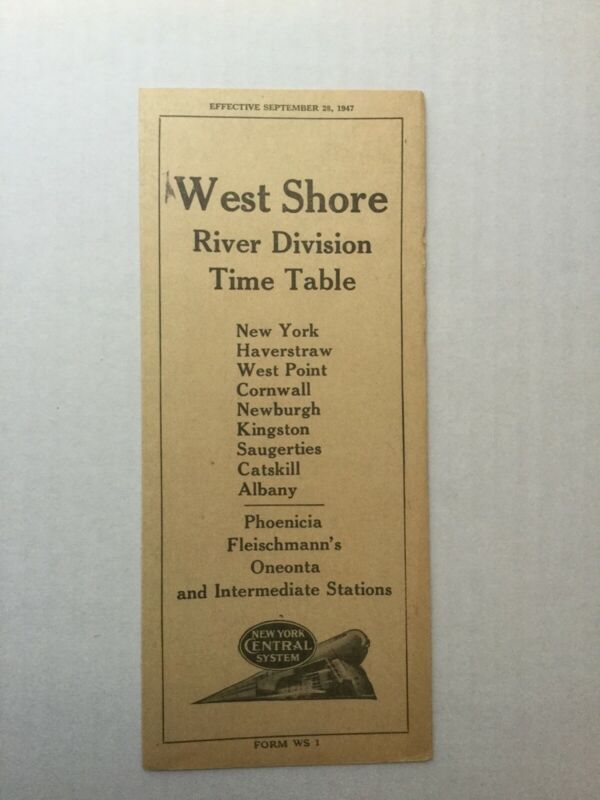 EFFECTIVE SEPTEMBER 28, 1947
West Shore
River Division
Time Table
New York
Haverstraw
West Point
Cornwall
Newburgh
Kingston
Saugerties
Catskill
Albany
Phoenicia
Fleischmann's
Oneonta
and Intermediate Stations
NEW YORK
CENTRAL
SYSTEM
FORM WS 1